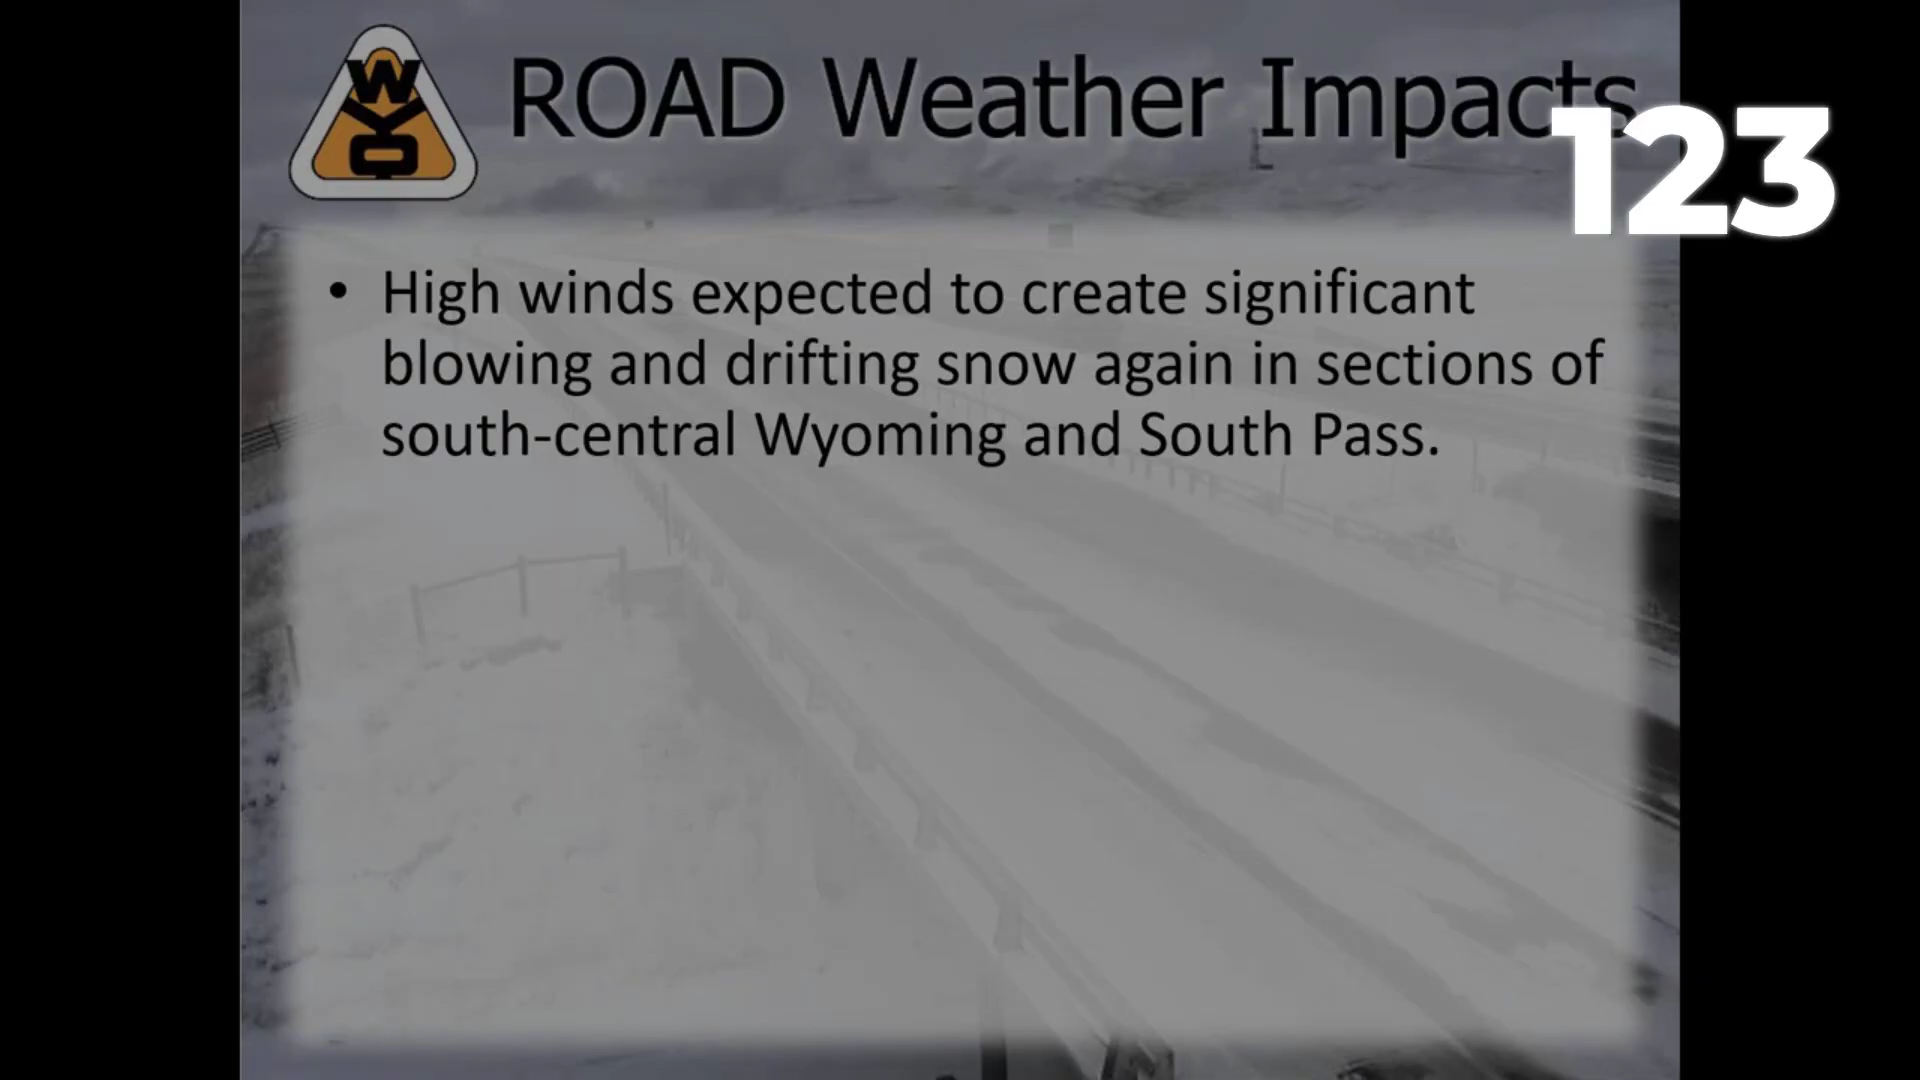 WYO
ROAD Weather Impacts
123
• High winds expected to create significant
blowing and drifting snow again in sections of
south-central Wyoming and South Pass.